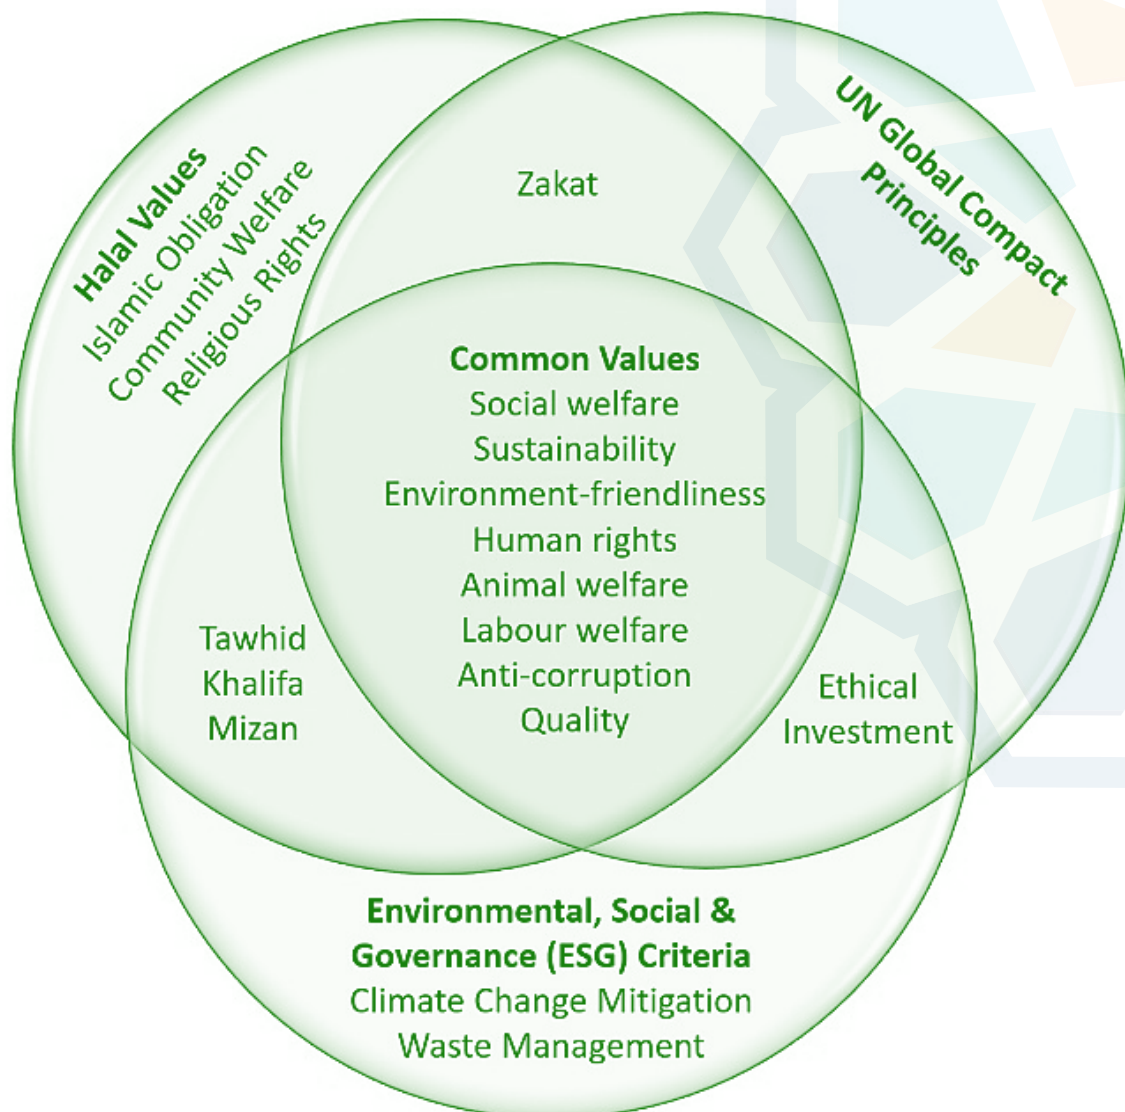 Halal Values
Islamic Obligation
Community Welfare
Religious Rights
Zakat
UN Global Compact
Principles
Common Values
Social welfare
Sustainability
Environment-friendliness
Human rights
Animal welfare
Labour welfare
Anti-corruption
Quality
Tawhid
Khalifa
Mizan
Ethical
Investment
Environmental, Social &
Governance (ESG) Criteria
Climate Change Mitigation
Waste Management